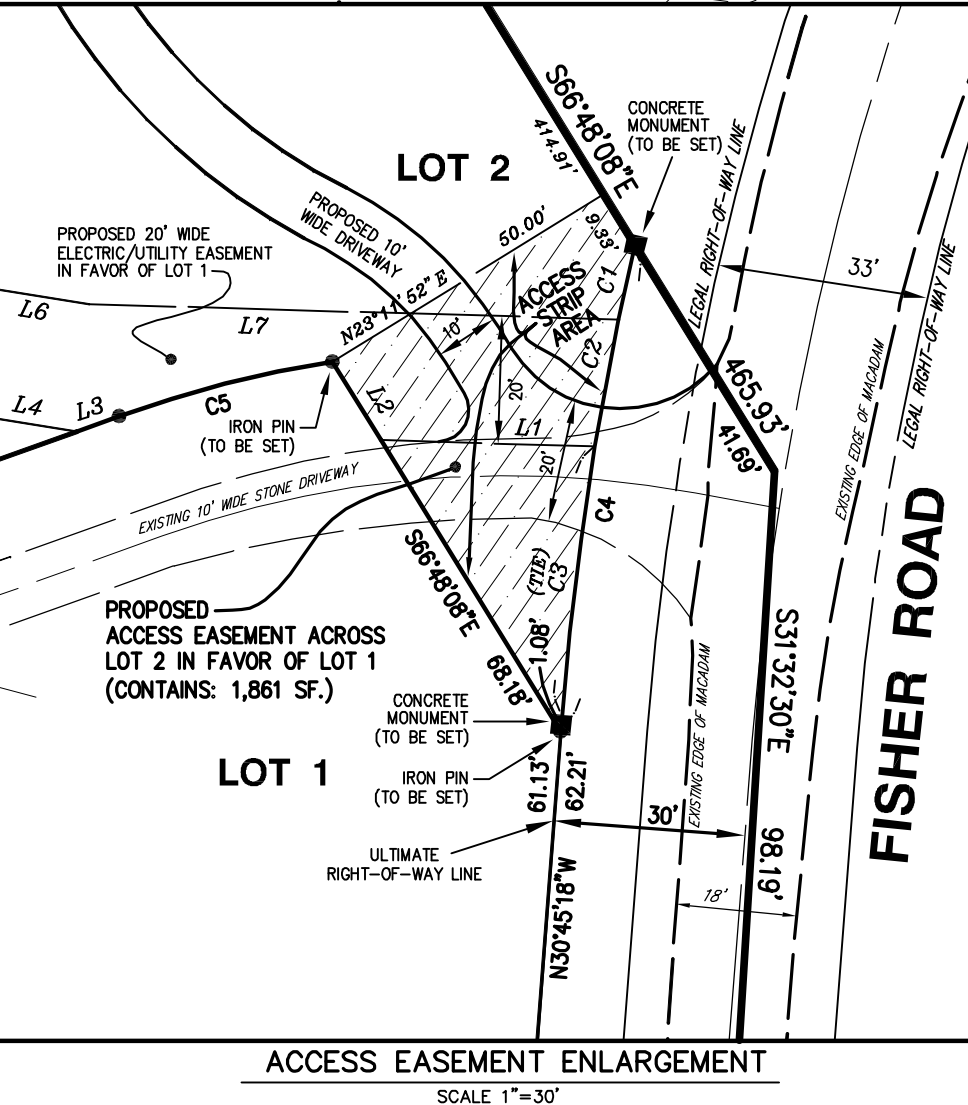 S66°48'08"E
414.91'
CONCRETE
MONUMENT
(TO BE SET)
LOT 2
LEGAL RIGHT-OF-WAY LINE
PROPOSED 10'
WIDE DRIVEWAY
50.00'
9.33'
PROPOSED 20' WIDE
ELECTRIC/UTILITY EASEMENT
IN FAVOR OF LOT 1
33'
LEGAL RIGHT-OF-WAY LINE
N23°11'52"E
ACCESS
STRIP
AREA
C1
L6
L7
10'
C2
20'
465.93'
41.69'
EXISTING EDGE OF MACADAM
L4
L3
C5
L2
IRON PIN
(TO BE SET)
L1
20'
EXISTING 10' WIDE STONE DRIVEWAY
C4
S66°48'08"E
68.18'
(TIE)
C3
1.08'
PROPOSED
ACCESS EASEMENT ACROSS
LOT 2 IN FAVOR OF LOT 1
(CONTAINS: 1,861 SF.)
S31°32'30"E
98.19'
FISHER ROAD
EXISTING EDGE OF MACADAM
CONCRETE
MONUMENT
(TO BE SET)
LOT 1
IRON PIN
(TO BE SET)
61.13'
62.21'
30'
ULTIMATE
RIGHT-OF-WAY LINE
18'
N30°45'18"W
ACCESS EASEMENT ENLARGEMENT
SCALE 1"=30'